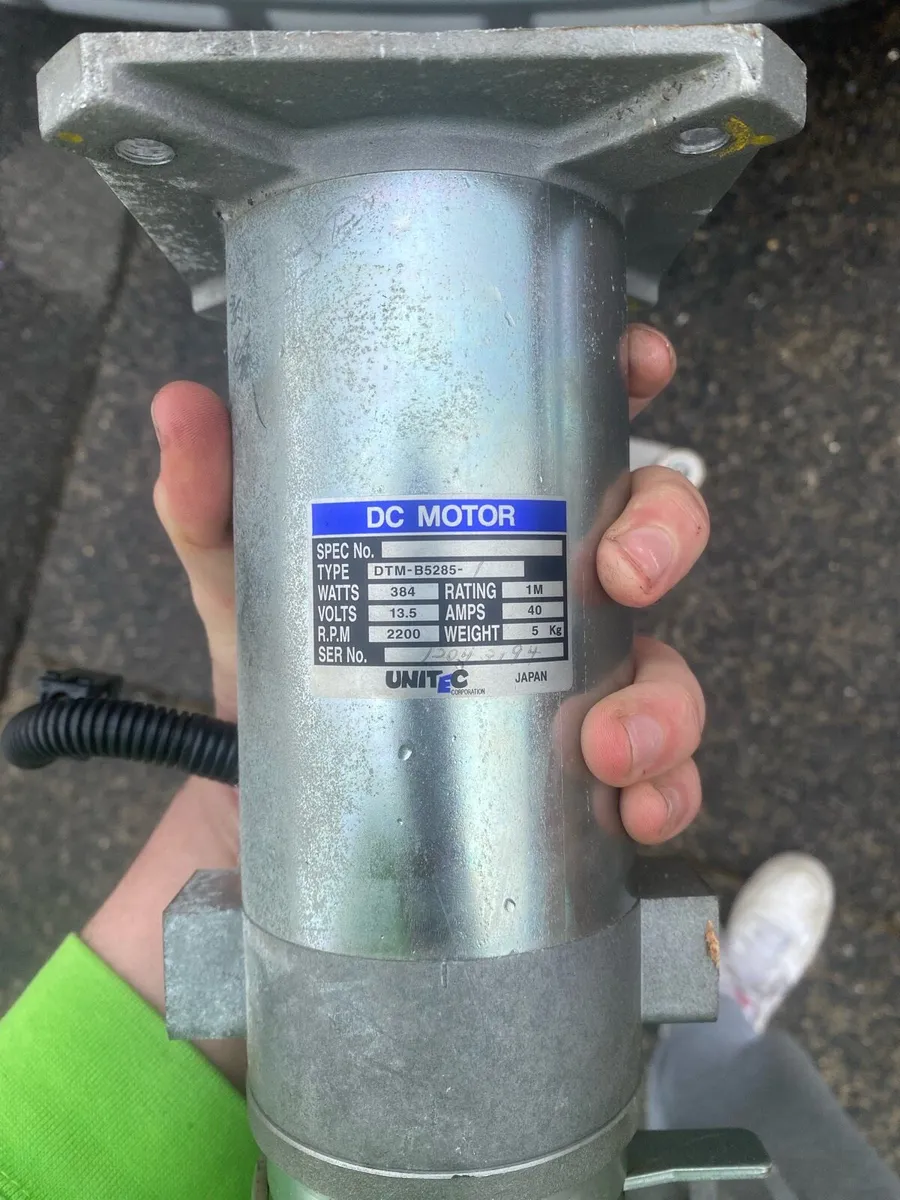 DC MOTOR
SPEC No.
TYPE DTM-B5285-
WATTS 384 RATING 1M
VOLTS 13.5 AMPS 40
R.P.M 2200 WEIGHT 5 Kg
SER No.
UNITEC CORPORATION JAPAN